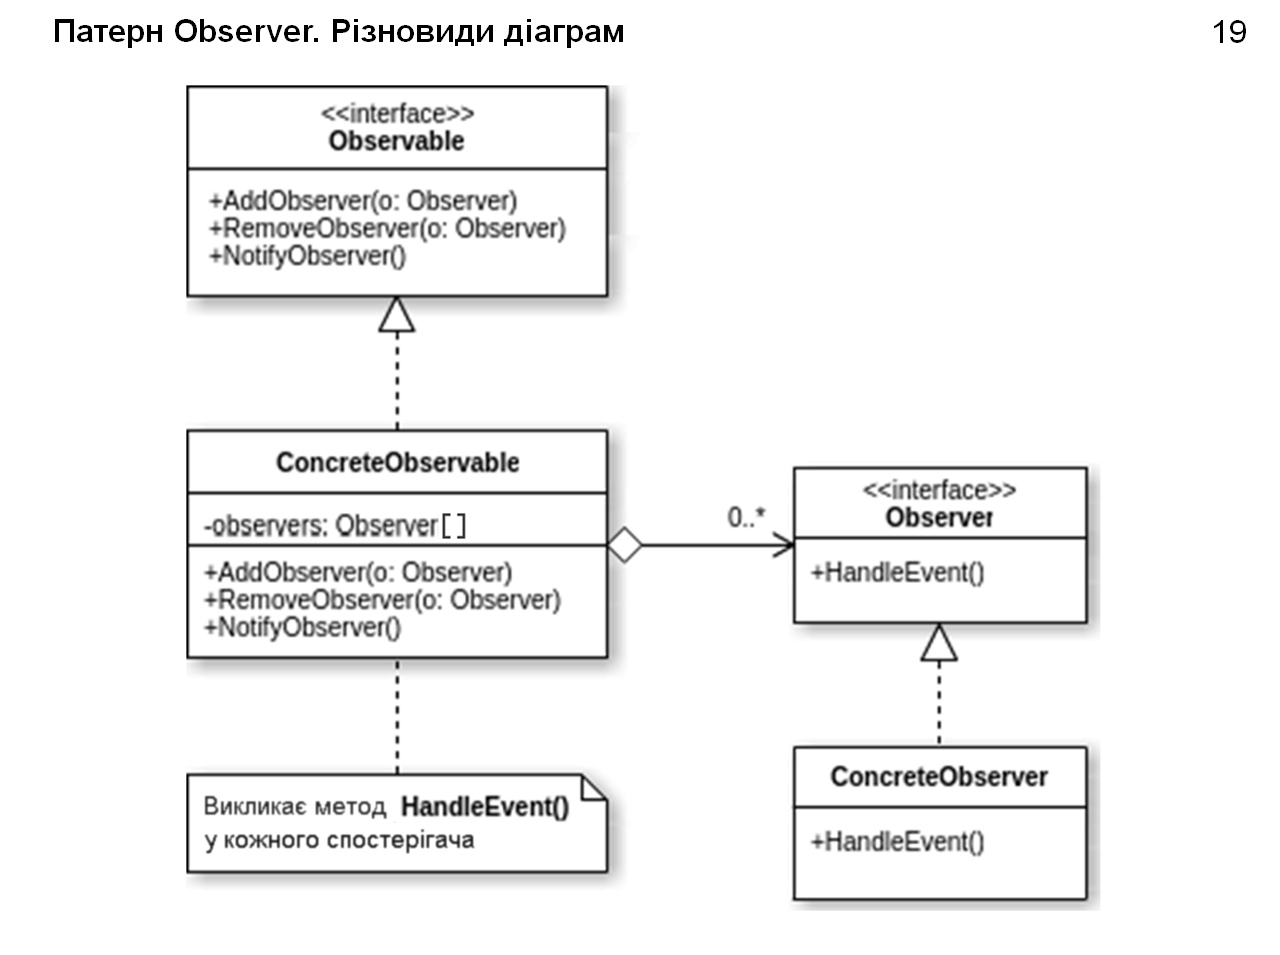 Патерн Observer. Різновиди діаграм
19
<<interface>>
Observable
+AddObserver(o: Observer)
+RemoveObserver(o: Observer)
+NotifyObserver()
ConcreteObservable
-observers: Observer[]
+AddObserver(o: Observer)
+RemoveObserver(o: Observer)
+NotifyObserver()
0..*
<<interface>>
Observer
+HandleEvent()
Викликає метод HandleEvent()
у кожного спостерігача
ConcreteObserver
+HandleEvent()